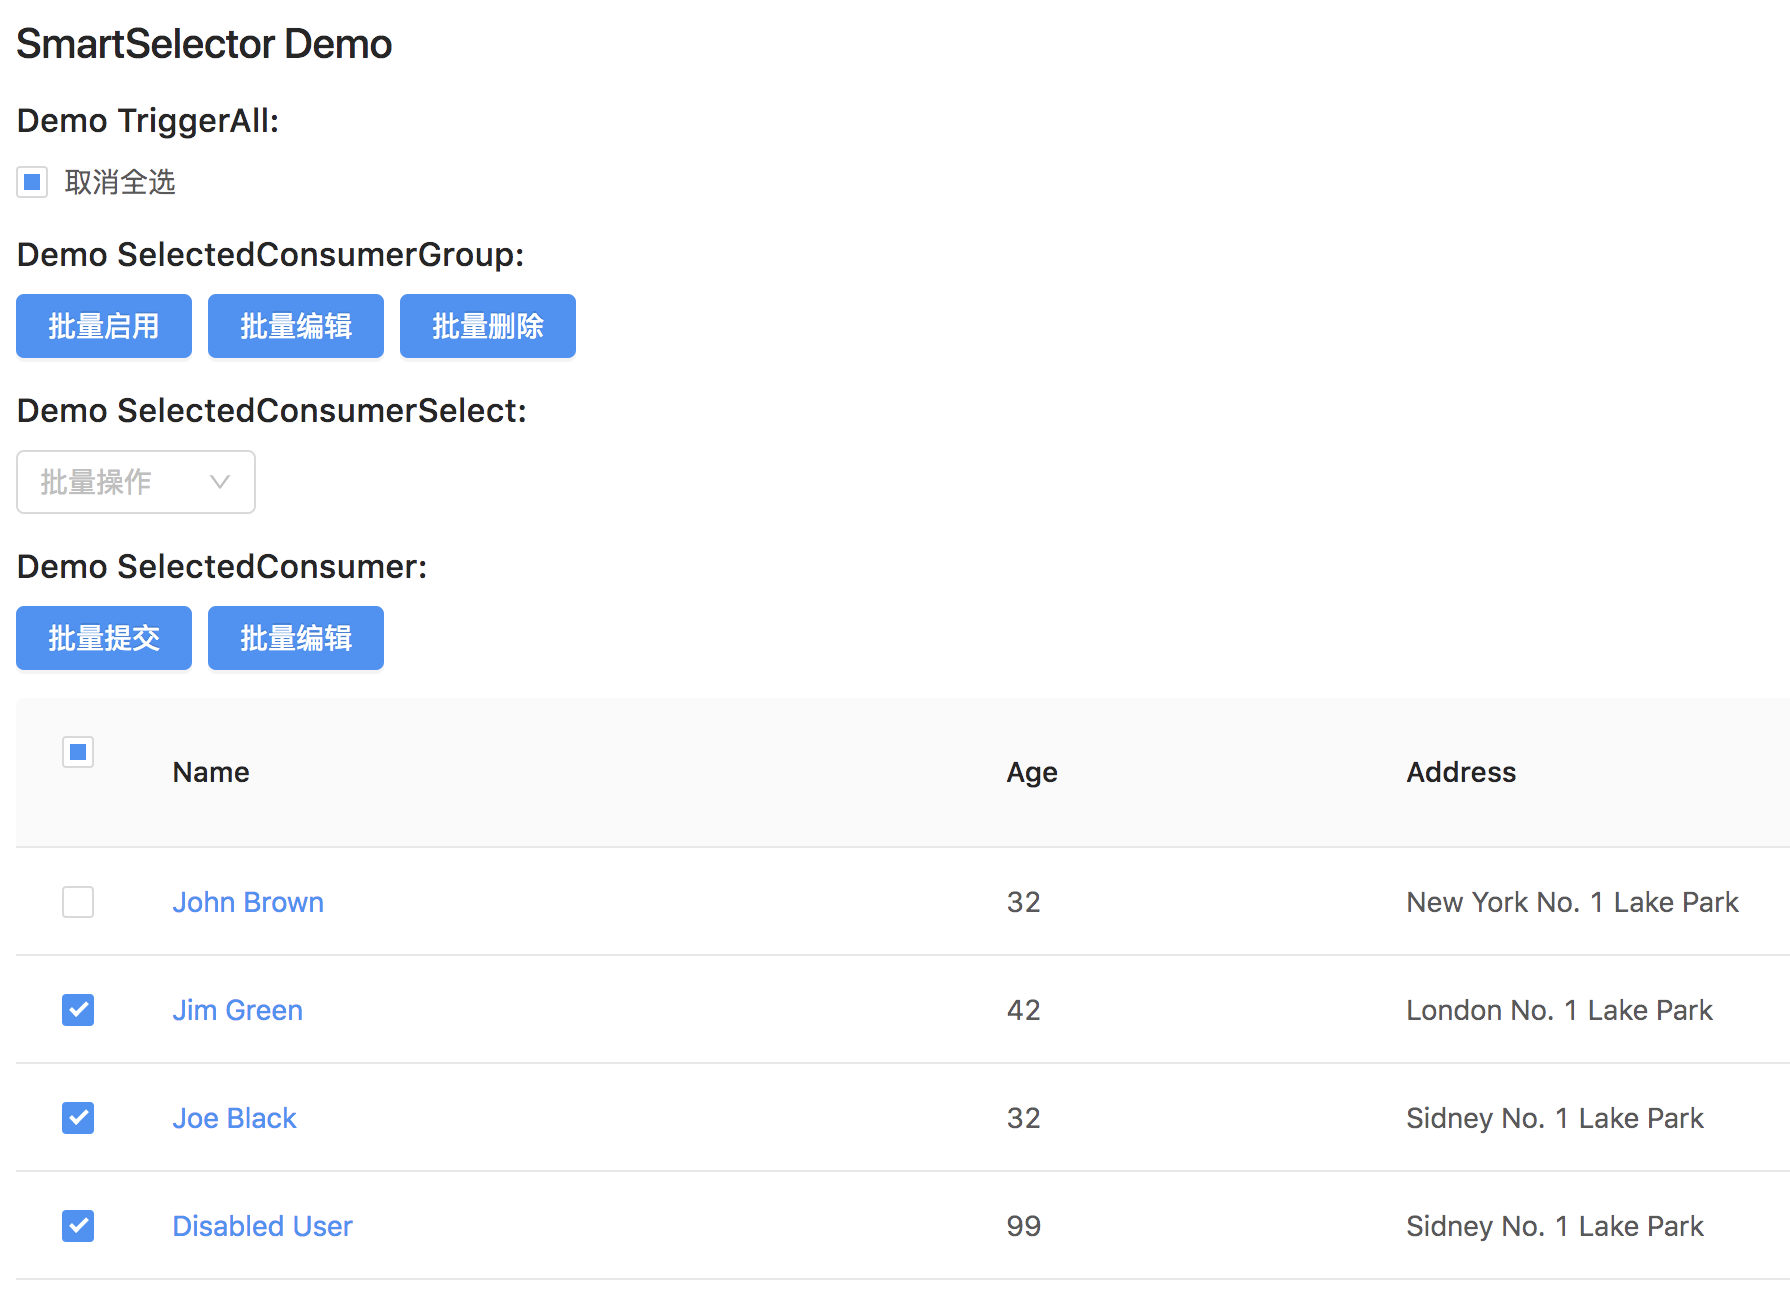 SmartSelector Demo
Demo TriggerAll:
取消全选
Demo SelectedConsumerGroup:
批量启用 批量编辑 批量删除
Demo SelectedConsumerSelect:
批量操作
Demo SelectedConsumer:
批量提交 批量编辑
Name Age Address
John Brown 32 New York No. 1 Lake Park
Jim Green 42 London No. 1 Lake Park
Joe Black 32 Sidney No. 1 Lake Park
Disabled User 99 Sidney No. 1 Lake Park